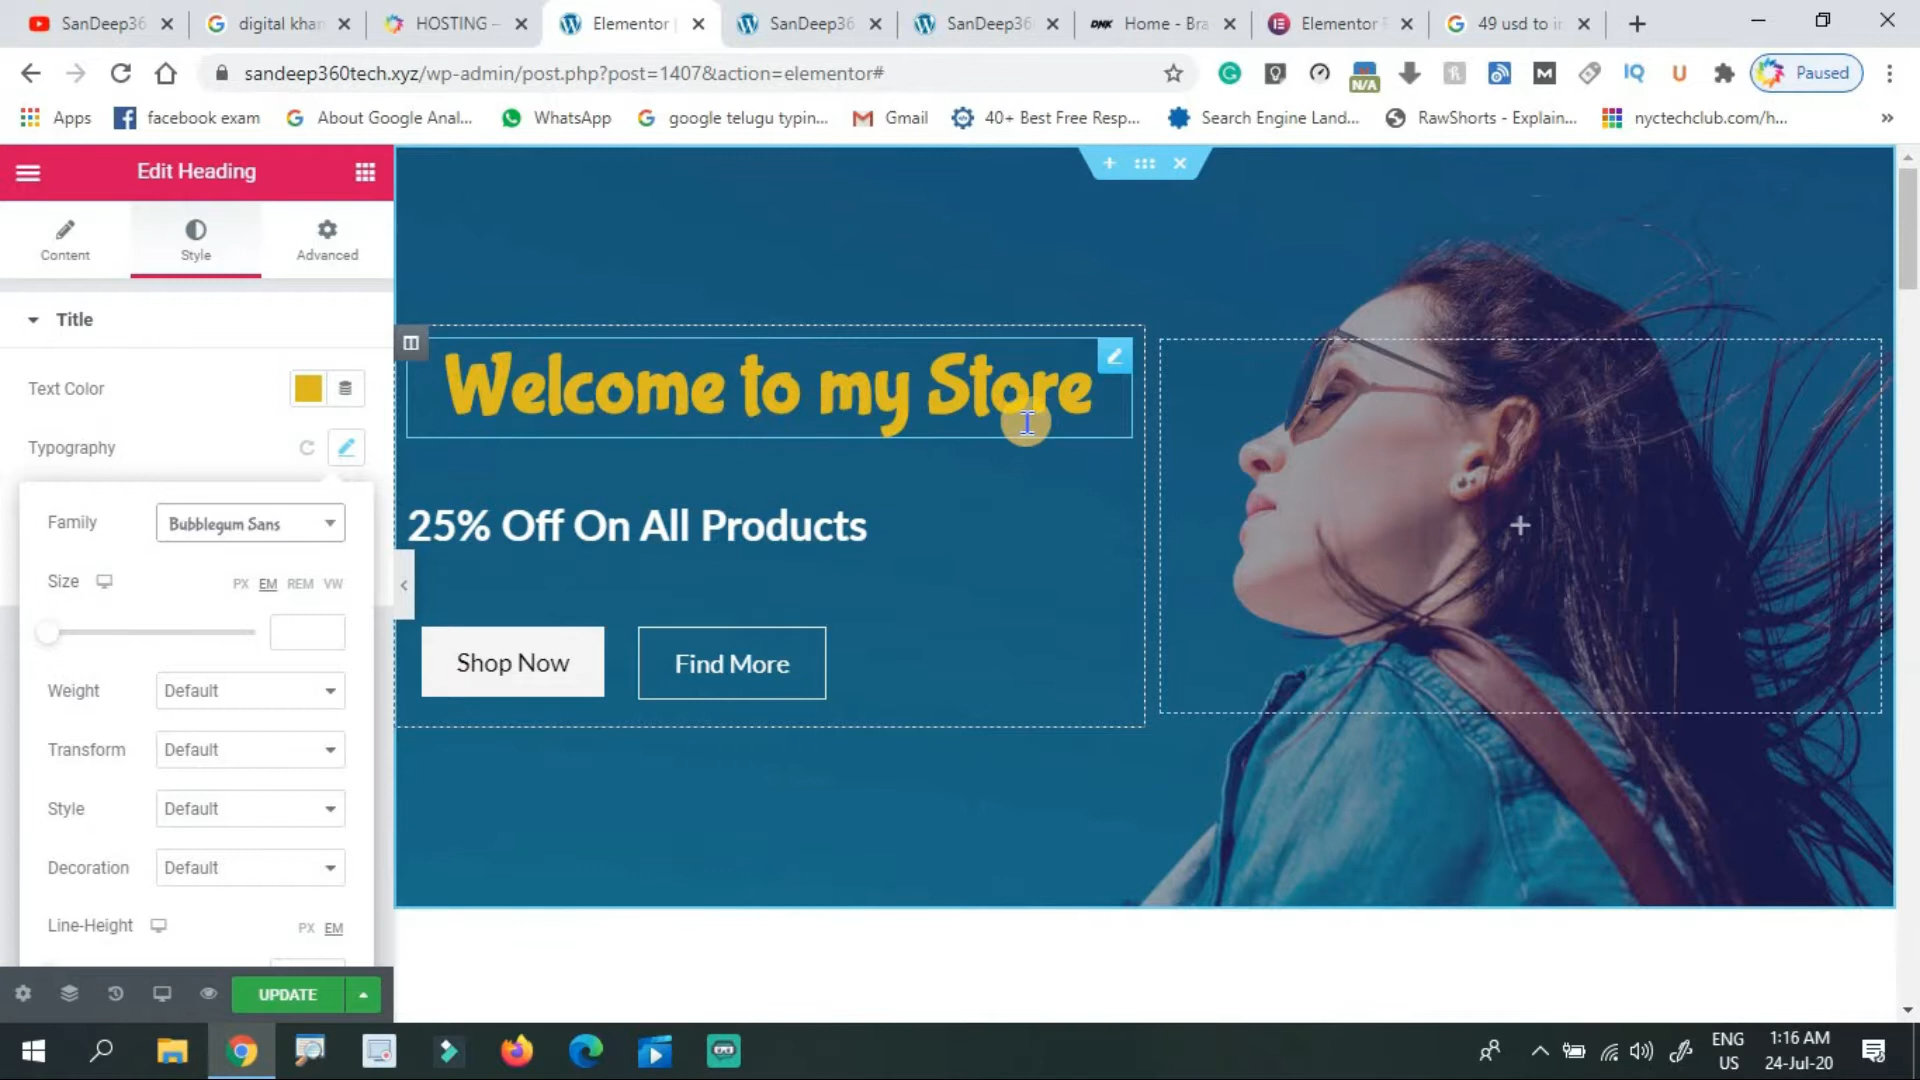 SanDeep36
digital khan
HOSTING –
Elementor
SanDeep36
SanDeep36
DNK Home - Bra
Elementor
49 usd to in
sandeep360tech.xyz/wp-admin/post.php?post=1407&action=elementor#
N/A
IQ
U
M
Paused
Apps
facebook exam
About Google Anal...
WhatsApp
google telugu typin...
Gmail
40+ Best Free Resp...
Search Engine Land...
RawShorts - Explain...
nyctechclub.com/h...
Edit Heading
Content
Style
Advanced
Title
Text Color
Typography
Family
Bubblegum Sans
Size
PX EM REM VW
Weight
Default
Transform
Default
Style
Default
Decoration
Default
Line-Height
PX EM
UPDATE
Welcome to my Store
25% Off On All Products
Shop Now
Find More
ENG
US
1:16 AM
24-Jul-20